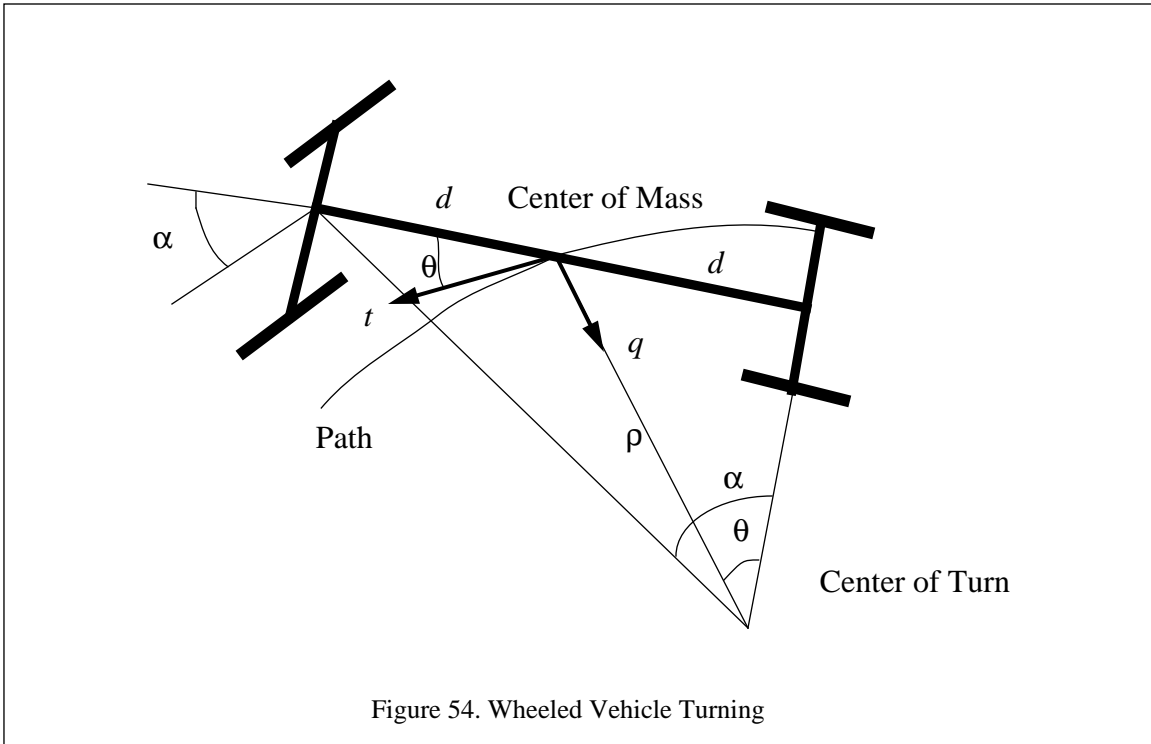 d
Center of Mass
α
θ
d
t
q
Path
ρ
α
θ
Center of Turn
Figure 54. Wheeled Vehicle Turning